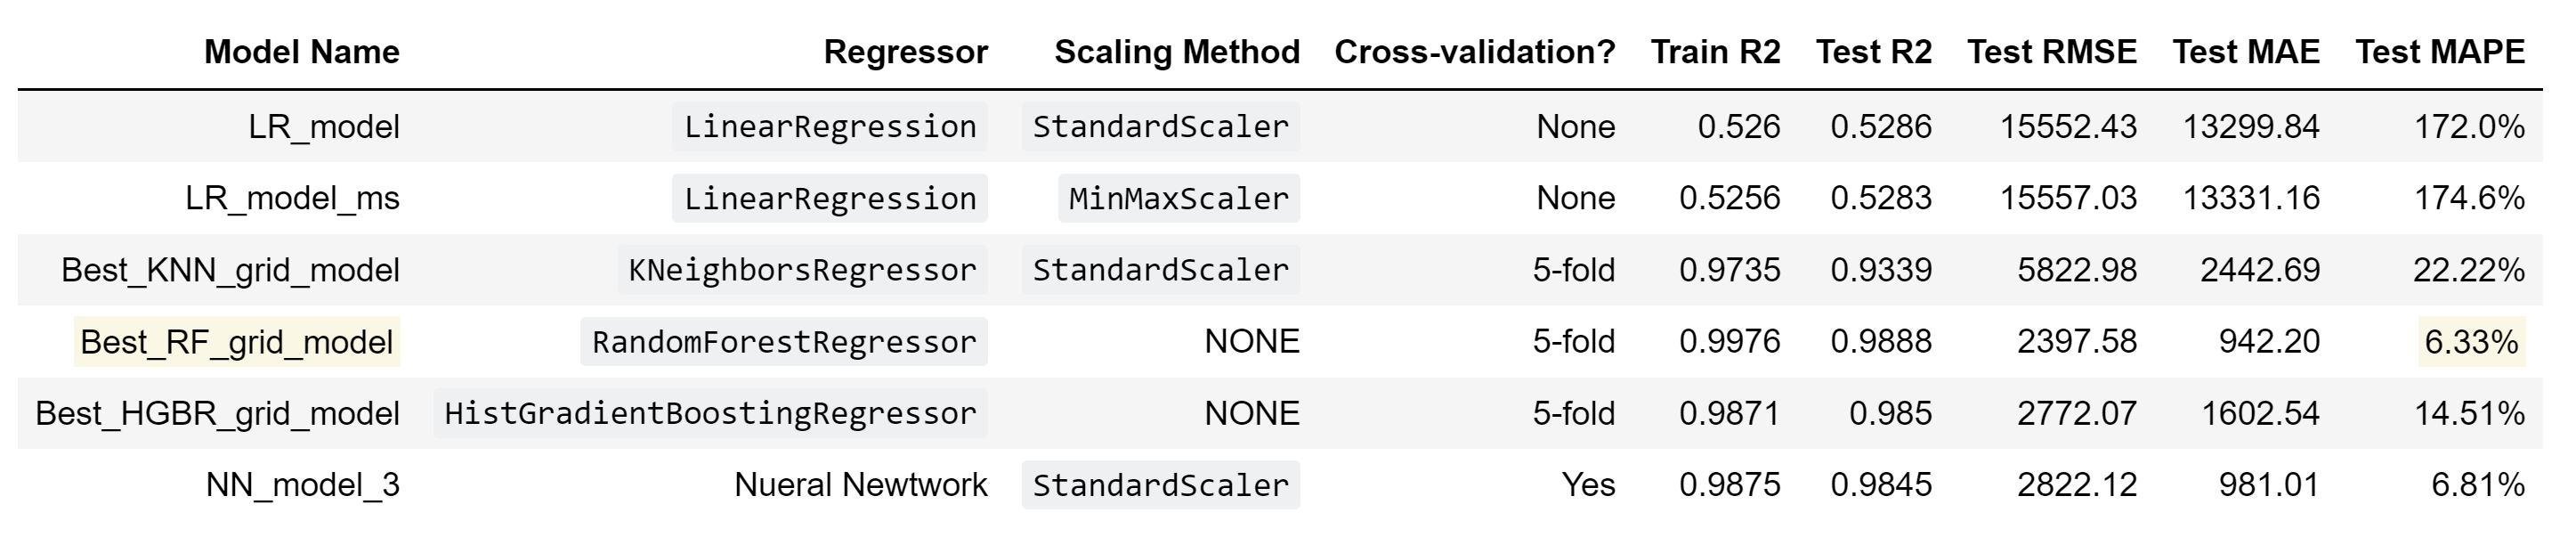 Model Name Regressor Scaling Method Cross-validation? Train R2 Test R2 Test RMSE Test MAE Test MAPE
LR_model LinearRegression StandardScaler None 0.526 0.5286 15552.43 13299.84 172.0%
LR_model_ms LinearRegression MinMaxScaler None 0.5256 0.5283 15557.03 13331.16 174.6%
Best_KNN_grid_model KNeighborsRegressor StandardScaler 5-fold 0.9735 0.9339 5822.98 2442.69 22.22%
Best_RF_grid_model RandomForestRegressor NONE 5-fold 0.9976 0.9888 2397.58 942.20 6.33%
Best_HGBR_grid_model HistGradientBoostingRegressor NONE 5-fold 0.9871 0.985 2772.07 1602.54 14.51%
NN_model_3 Nueral Newtwork StandardScaler Yes 0.9875 0.9845 2822.12 981.01 6.81%